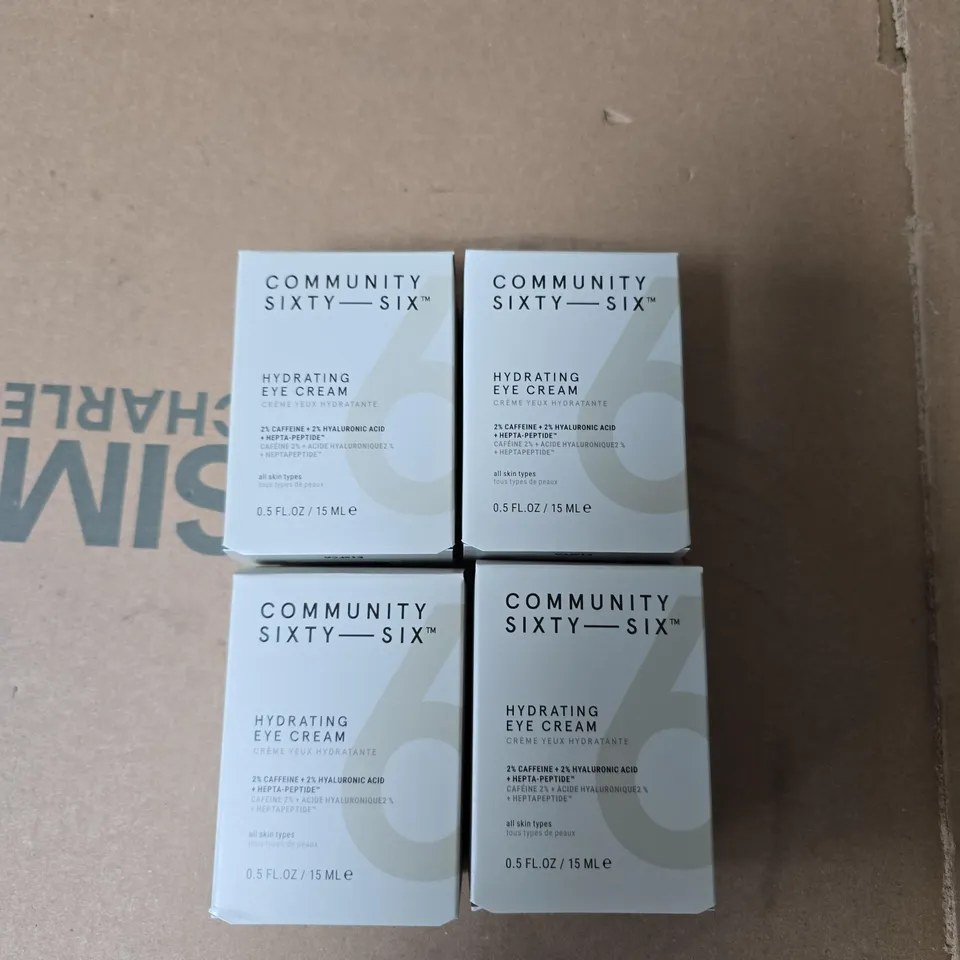 COMMUNITY
SIXTY—SIX™
HYDRATING
EYE CREAM
CRÈME YEUX HYDRATANTE
2% CAFFEINE + 2% HYALURONIC ACID
+ HEPTA-PEPTIDE™
CAFÉINE 2% + ACIDE HYALURONIQUE2 %
+ HEPTAPEPTIDE™
all skin types
tous types de peaux
0.5 FL.OZ / 15 ML ℮
6
COMMUNITY
SIXTY—SIX™
HYDRATING
EYE CREAM
CRÈME YEUX HYDRATANTE
2% CAFFEINE + 2% HYALURONIC ACID
+ HEPTA-PEPTIDE™
CAFÉINE 2% + ACIDE HYALURONIQUE2 %
+ HEPTAPEPTIDE™
all skin types
tous types de peaux
0.5 FL.OZ / 15 ML ℮
6
COMMUNITY
SIXTY—SIX™
HYDRATING
EYE CREAM
CRÈME YEUX HYDRATANTE
2% CAFFEINE + 2% HYALURONIC ACID
+ HEPTA-PEPTIDE™
CAFÉINE 2% + ACIDE HYALURONIQUE2 %
+ HEPTAPEPTIDE™
all skin types
tous types de peaux
0.5 FL.OZ / 15 ML ℮
6
COMMUNITY
SIXTY—SIX™
HYDRATING
EYE CREAM
CRÈME YEUX HYDRATANTE
2% CAFFEINE + 2% HYALURONIC ACID
+ HEPTA-PEPTIDE™
CAFÉINE 2% + ACIDE HYALURONIQUE2 %
+ HEPTAPEPTIDE™
all skin types
tous types de peaux
0.5 FL.OZ / 15 ML ℮
6
SIM
CHARLE